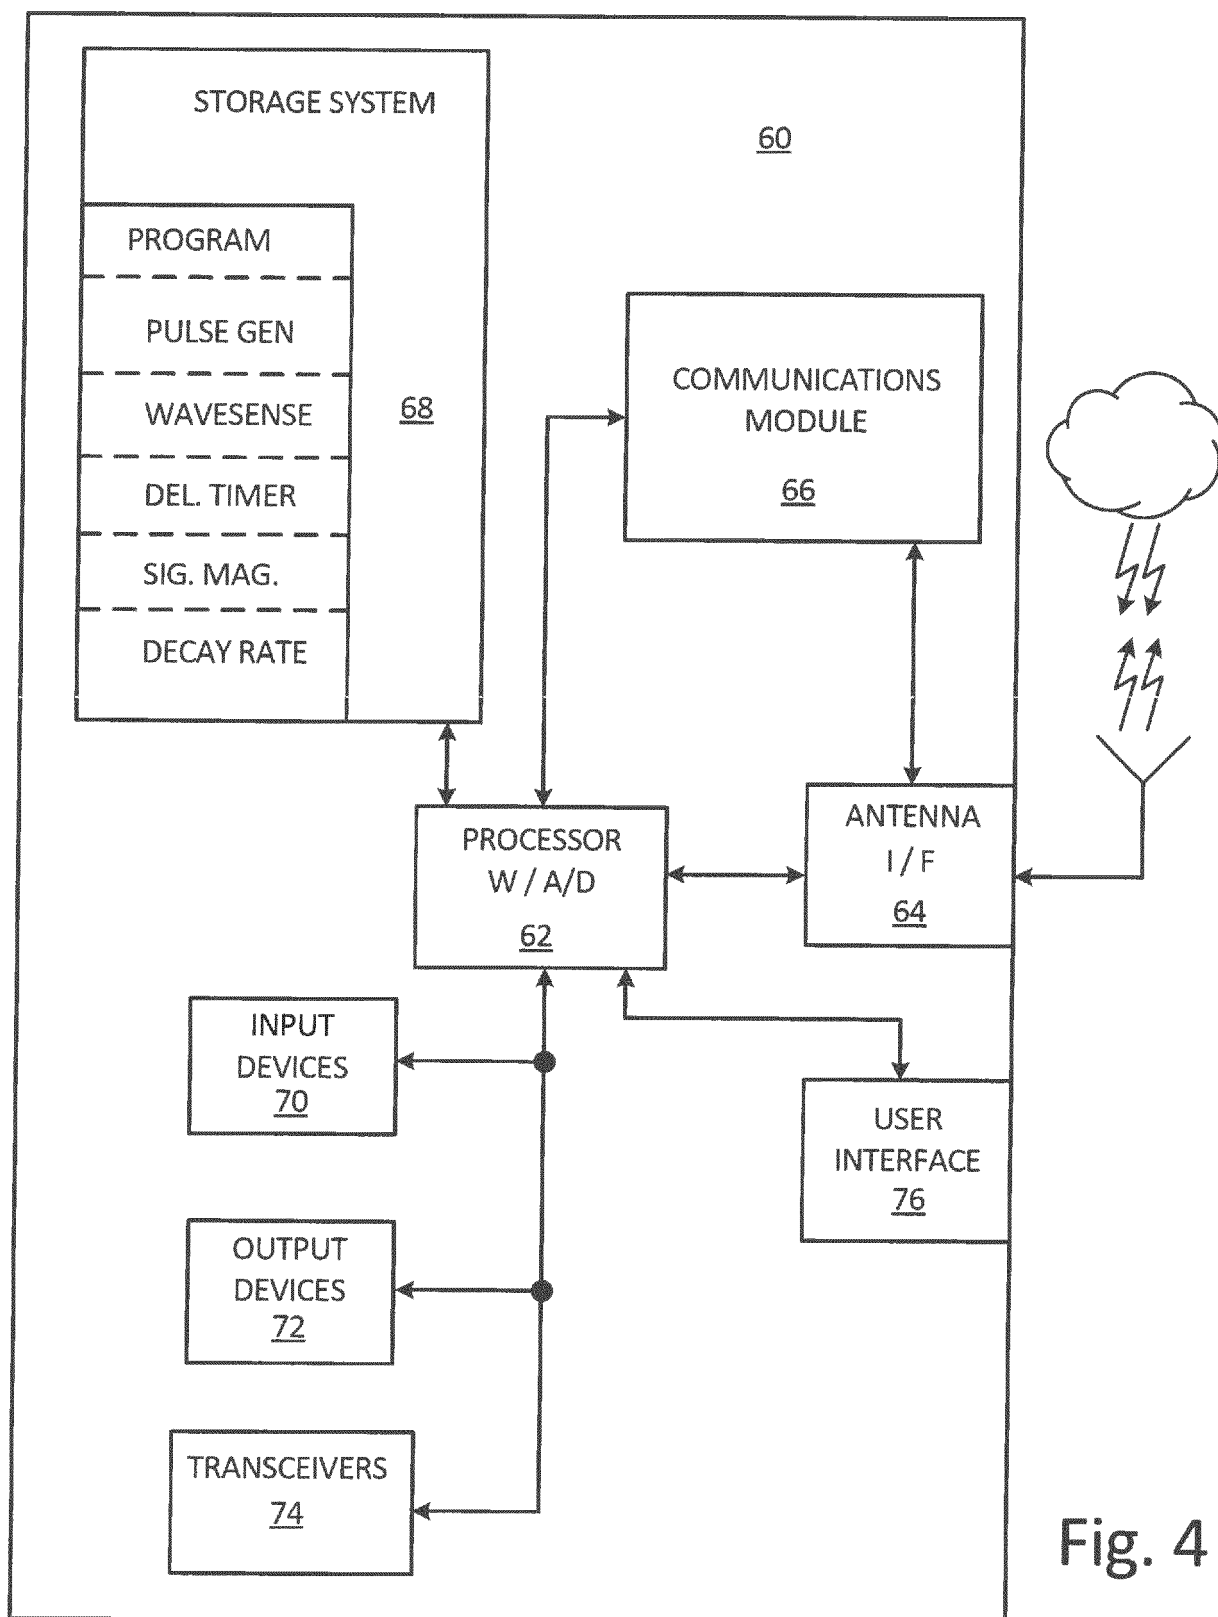 STORAGE SYSTEM
60
PROGRAM
PULSE GEN
WAVESENSE
68
DEL. TIMER
SIG. MAG.
DECAY RATE
COMMUNICATIONS
MODULE
66
PROCESSOR
W / A/D
62
ANTENNA
I / F
64
INPUT
DEVICES
70
USER
INTERFACE
76
OUTPUT
DEVICES
72
TRANSCEIVERS
74
Fig. 4